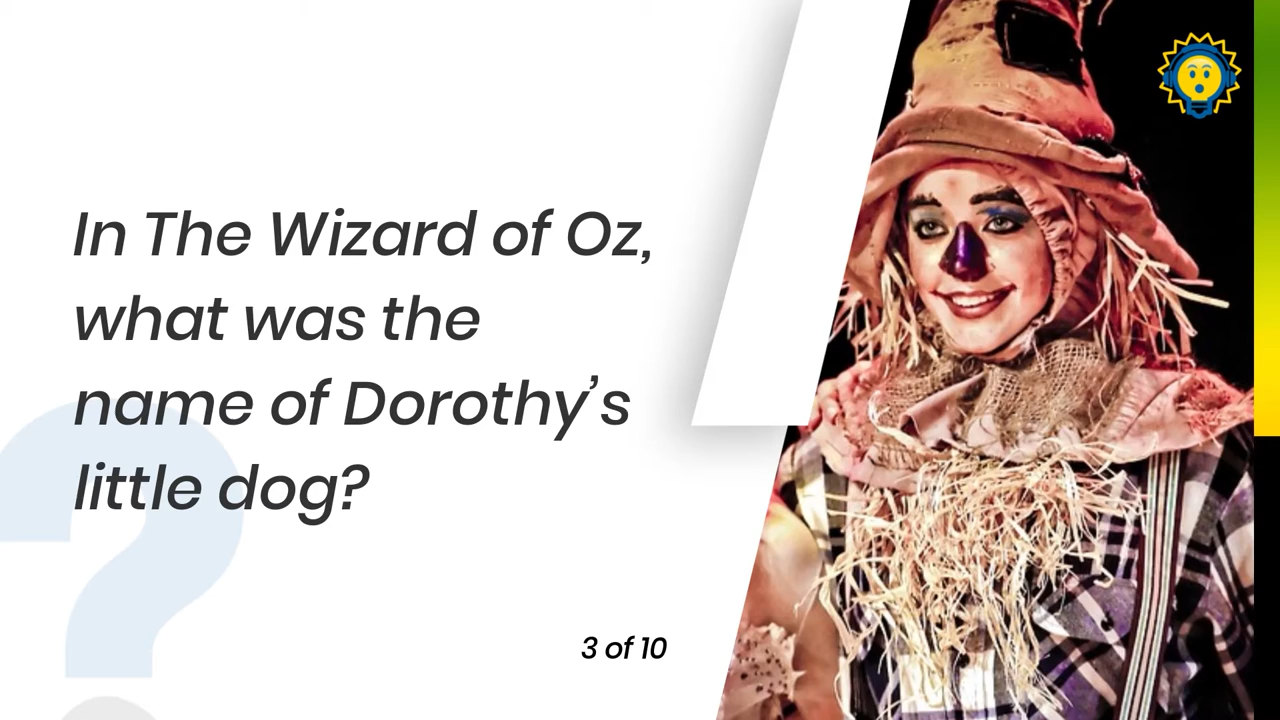 In The Wizard of Oz,
what was the
name of Dorothy’s
little dog?
3 of 10